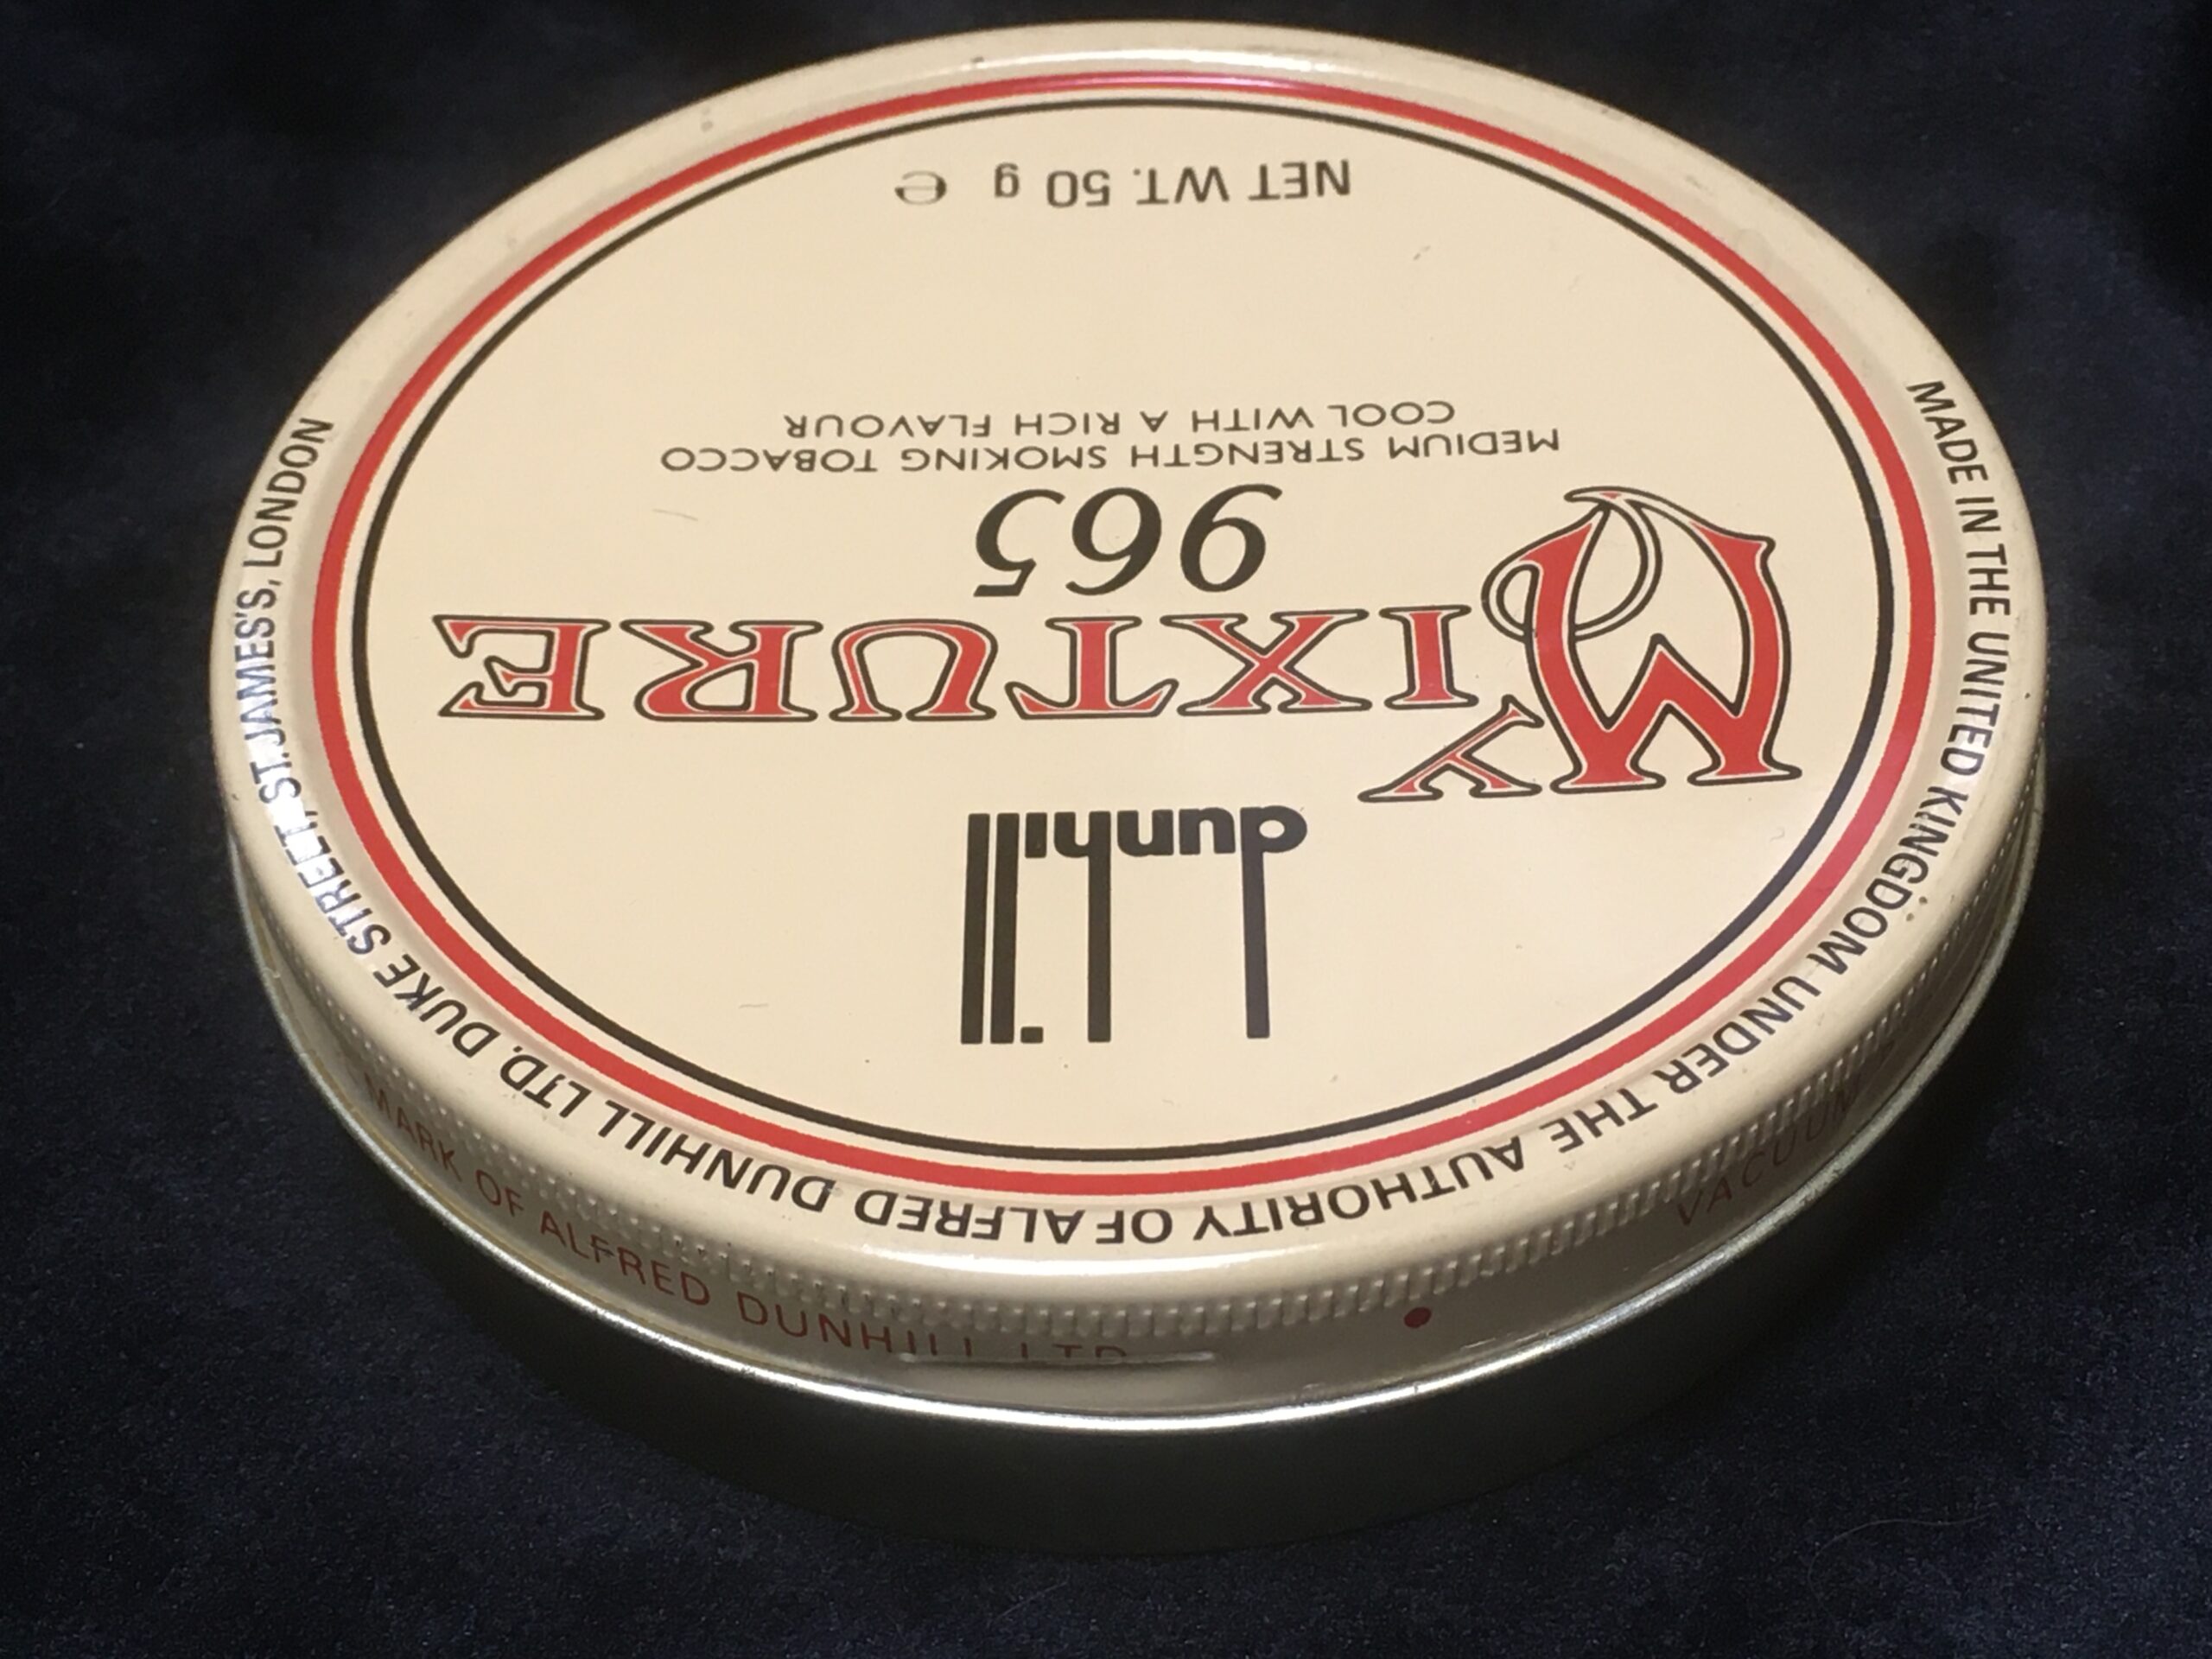 dunhill
MY MIXTURE
965
MEDIUM STRENGTH SMOKING TOBACCO
COOL WITH A RICH FLAVOUR
NET WT. 50 g e
MADE IN THE UNITED KINGDOM UNDER THE AUTHORITY OF ALFRED DUNHILL LTD. DUKE STREET, ST. JAMES'S, LONDON
MARK OF ALFRED DUNHILL LTD
VACUUM